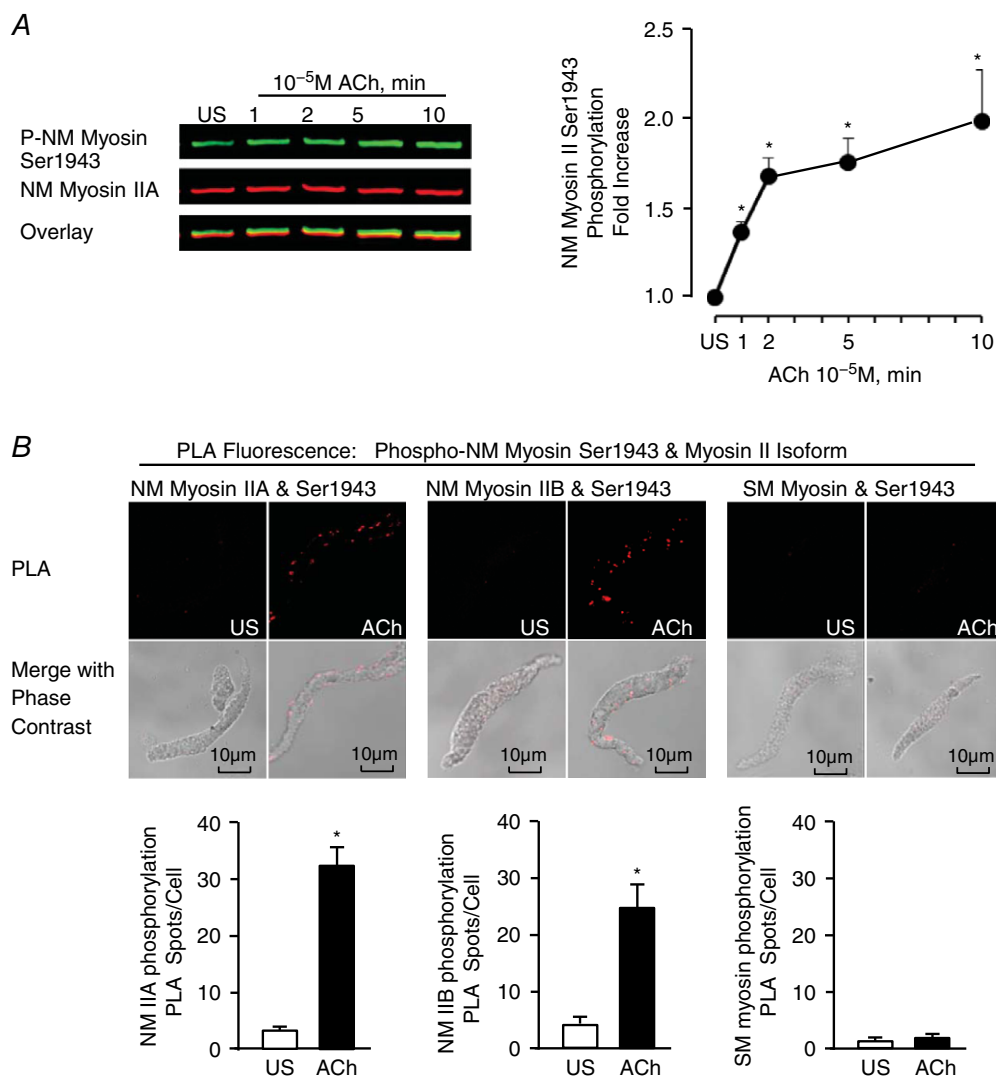 A
10⁻⁵M ACh, min
US 1 2 5 10
P-NM Myosin
Ser1943
NM Myosin IIA
Overlay
NM Myosin II Ser1943
Phosphorylation
Fold Increase
2.5
2.0
1.5
1.0
*
*
*
*
US 1 2 5 10
ACh 10⁻⁵M, min
B
PLA Fluorescence: Phospho-NM Myosin Ser1943 & Myosin II Isoform
NM Myosin IIA & Ser1943
NM Myosin IIB & Ser1943
SM Myosin & Ser1943
PLA
US
ACh
US
ACh
US
ACh
Merge with
Phase
Contrast
10µm
10µm
10µm
10µm
10µm
10µm
NM IIA phosphorylation
PLA Spots/Cell
40
30
20
10
0
*
US ACh
NM IIB phosphorylation
PLA Spots/Cell
40
30
20
10
0
*
US ACh
SM myosin phosphorylation
PLA Spots/Cell
40
30
20
10
0
US ACh